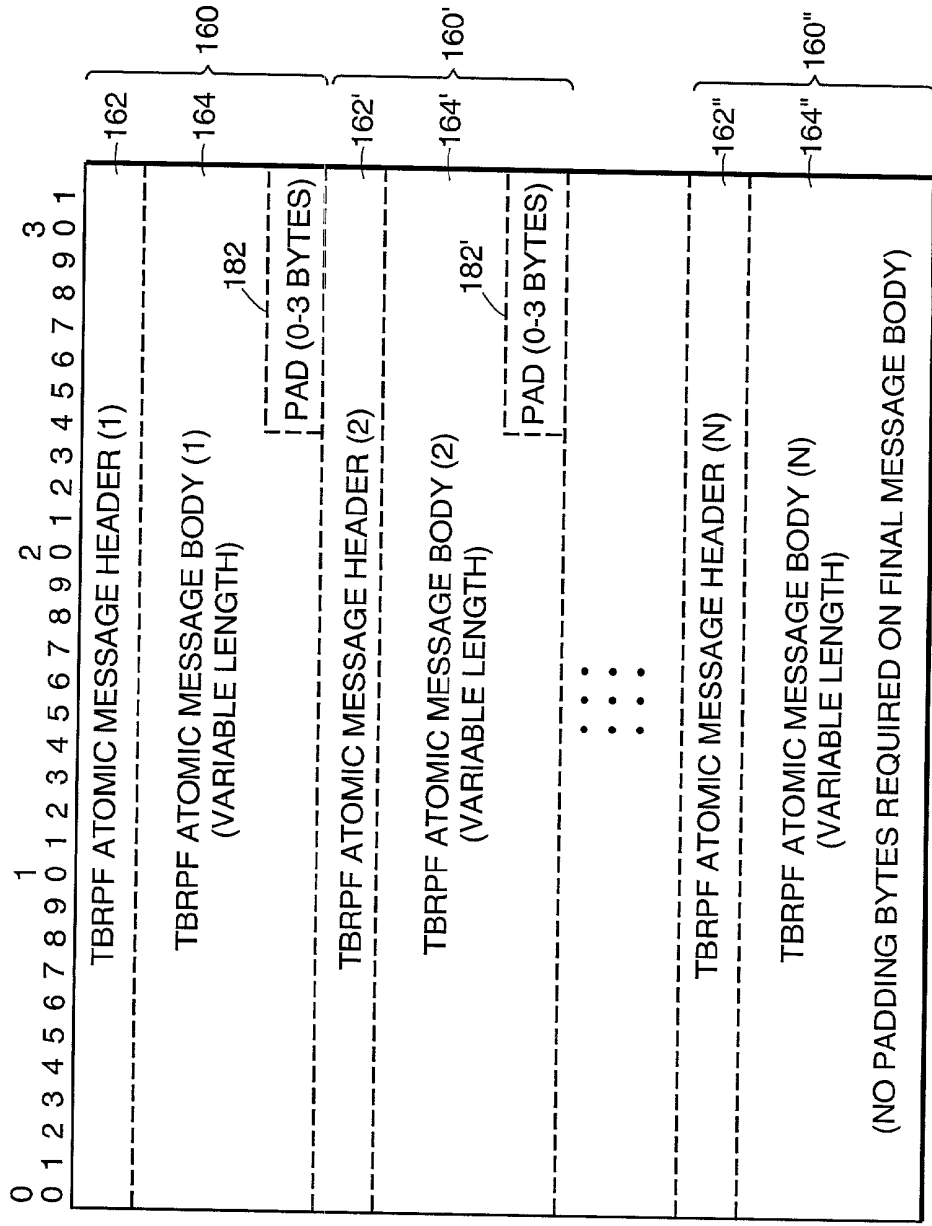 0 1 2 3
0 1 2 3 4 5 6 7 8 9 0 1 2 3 4 5 6 7 8 9 0 1 2 3 4 5 6 7 8 9 0 1
TBRPF ATOMIC MESSAGE HEADER (1)
162
160
TBRPF ATOMIC MESSAGE BODY (1)
(VARIABLE LENGTH)
164
182
PAD (0-3 BYTES)
TBRPF ATOMIC MESSAGE HEADER (2)
162'
160'
TBRPF ATOMIC MESSAGE BODY (2)
(VARIABLE LENGTH)
164'
182'
PAD (0-3 BYTES)
TBRPF ATOMIC MESSAGE HEADER (N)
162"
160"
TBRPF ATOMIC MESSAGE BODY (N)
(VARIABLE LENGTH)
164"
(NO PADDING BYTES REQUIRED ON FINAL MESSAGE BODY)